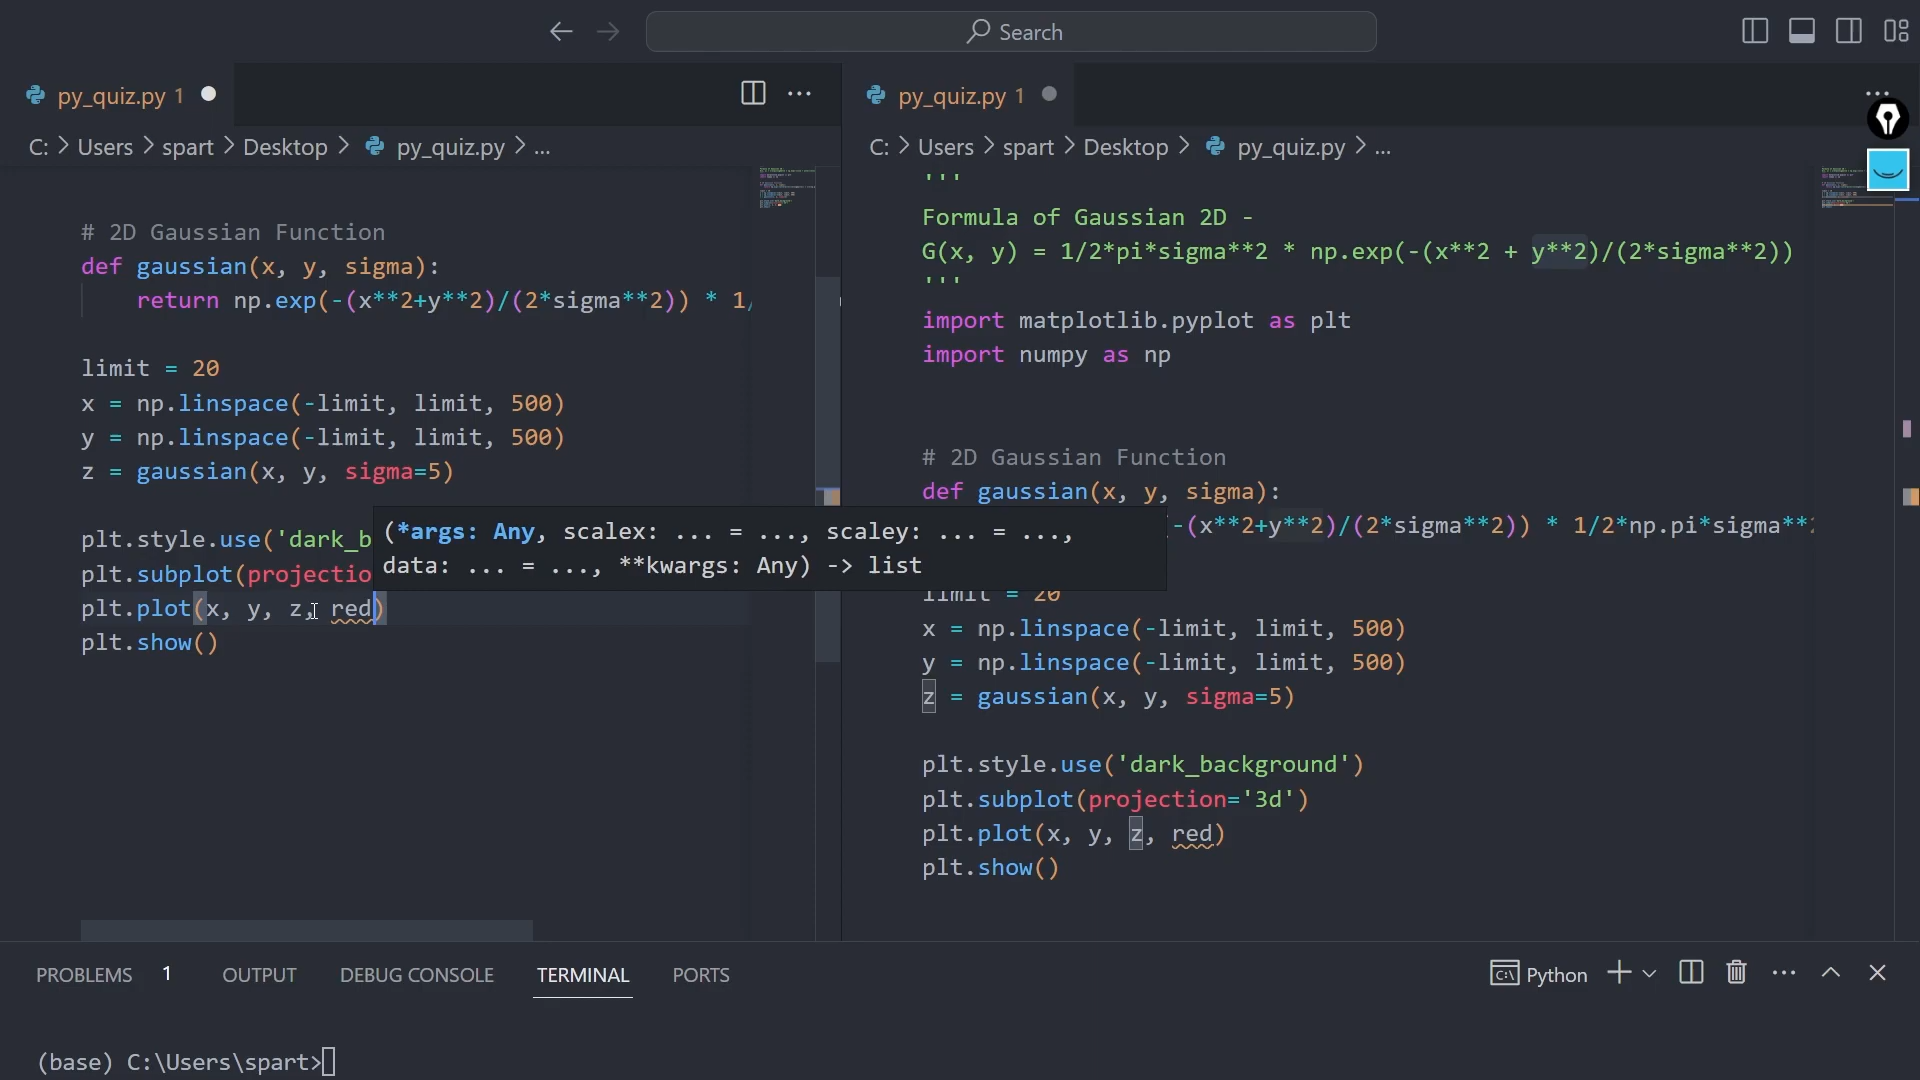 Search
py_quiz.py 1
C: > Users > spart > Desktop > py_quiz.py > ...
# 2D Gaussian Function
def gaussian(x, y, sigma):
return np.exp(-(x**2+y**2)/(2*sigma**2)) * 1/
limit = 20
x = np.linspace(-limit, limit, 500)
y = np.linspace(-limit, limit, 500)
z = gaussian(x, y, sigma=5)
plt.style.use('dark_b
plt.subplot(projectio
plt.plot(x, y, z, red)
plt.show()
(*args: Any, scalex: ... = ..., scaley: ... = ...,
data: ... = ..., **kwargs: Any) -> list
py_quiz.py 1
C: > Users > spart > Desktop > py_quiz.py > ...
'''
Formula of Gaussian 2D -
G(x, y) = 1/2*pi*sigma**2 * np.exp(-(x**2 + y**2)/(2*sigma**2))
'''
import matplotlib.pyplot as plt
import numpy as np
# 2D Gaussian Function
def gaussian(x, y, sigma):
-(x**2+y**2)/(2*sigma**2)) * 1/2*np.pi*sigma**2
limit = 20
x = np.linspace(-limit, limit, 500)
y = np.linspace(-limit, limit, 500)
z = gaussian(x, y, sigma=5)
plt.style.use('dark_background')
plt.subplot(projection='3d')
plt.plot(x, y, z, red)
plt.show()
PROBLEMS 1 OUTPUT DEBUG CONSOLE TERMINAL PORTS
Python
(base) C:\Users\spart>